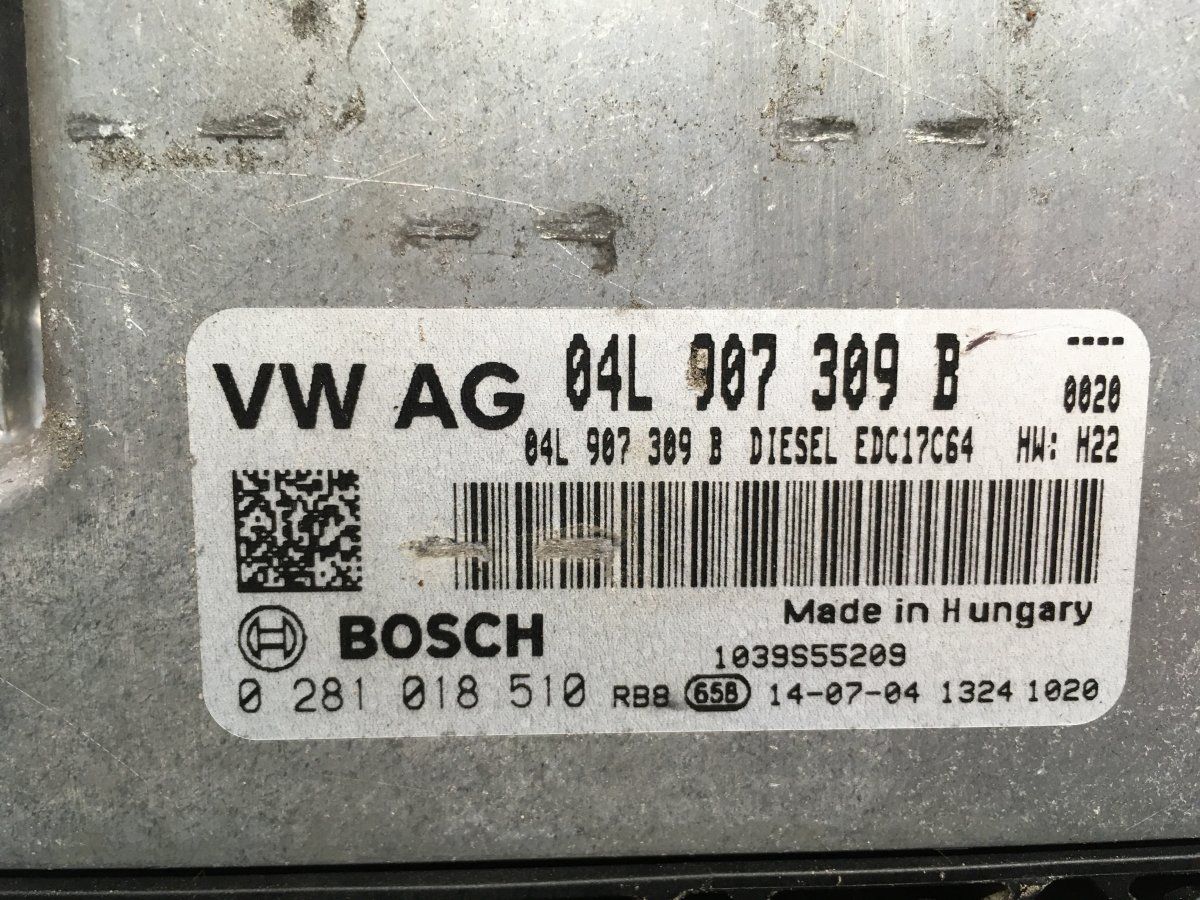 VW AG 04L 907 309 B ----
0020
04L 907 309 B DIESEL EDC17C64 HW: H22
Made in Hungary
BOSCH
1039S55209
0 281 018 510 RB8 65B 14-07-04 1324 1020